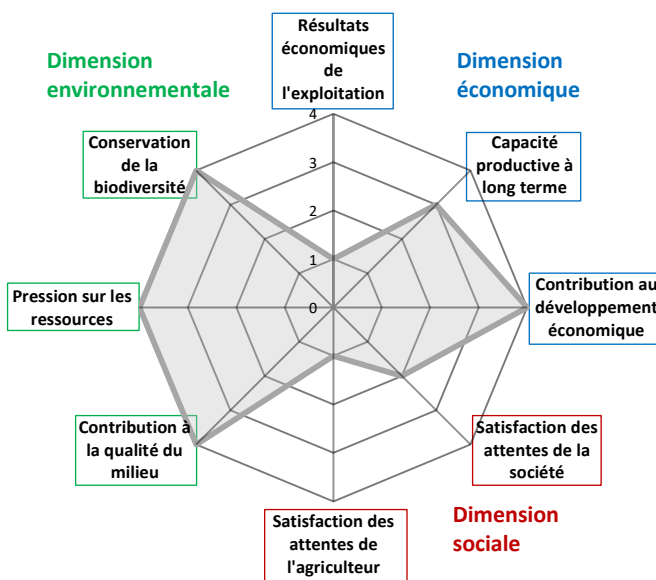 Résultats
économiques
de
l'exploitation
Dimension
environnementale
Dimension
économique
Conservation
de la
biodiversité
Capacité
productive à
long terme
4
3
2
1
0
Pression sur les
ressources
Contribution au
développement
économique
Contribution à
la qualité du
milieu
Satisfaction des
attentes de la
société
Satisfaction des
attentes de
l'agriculteur
Dimension
sociale